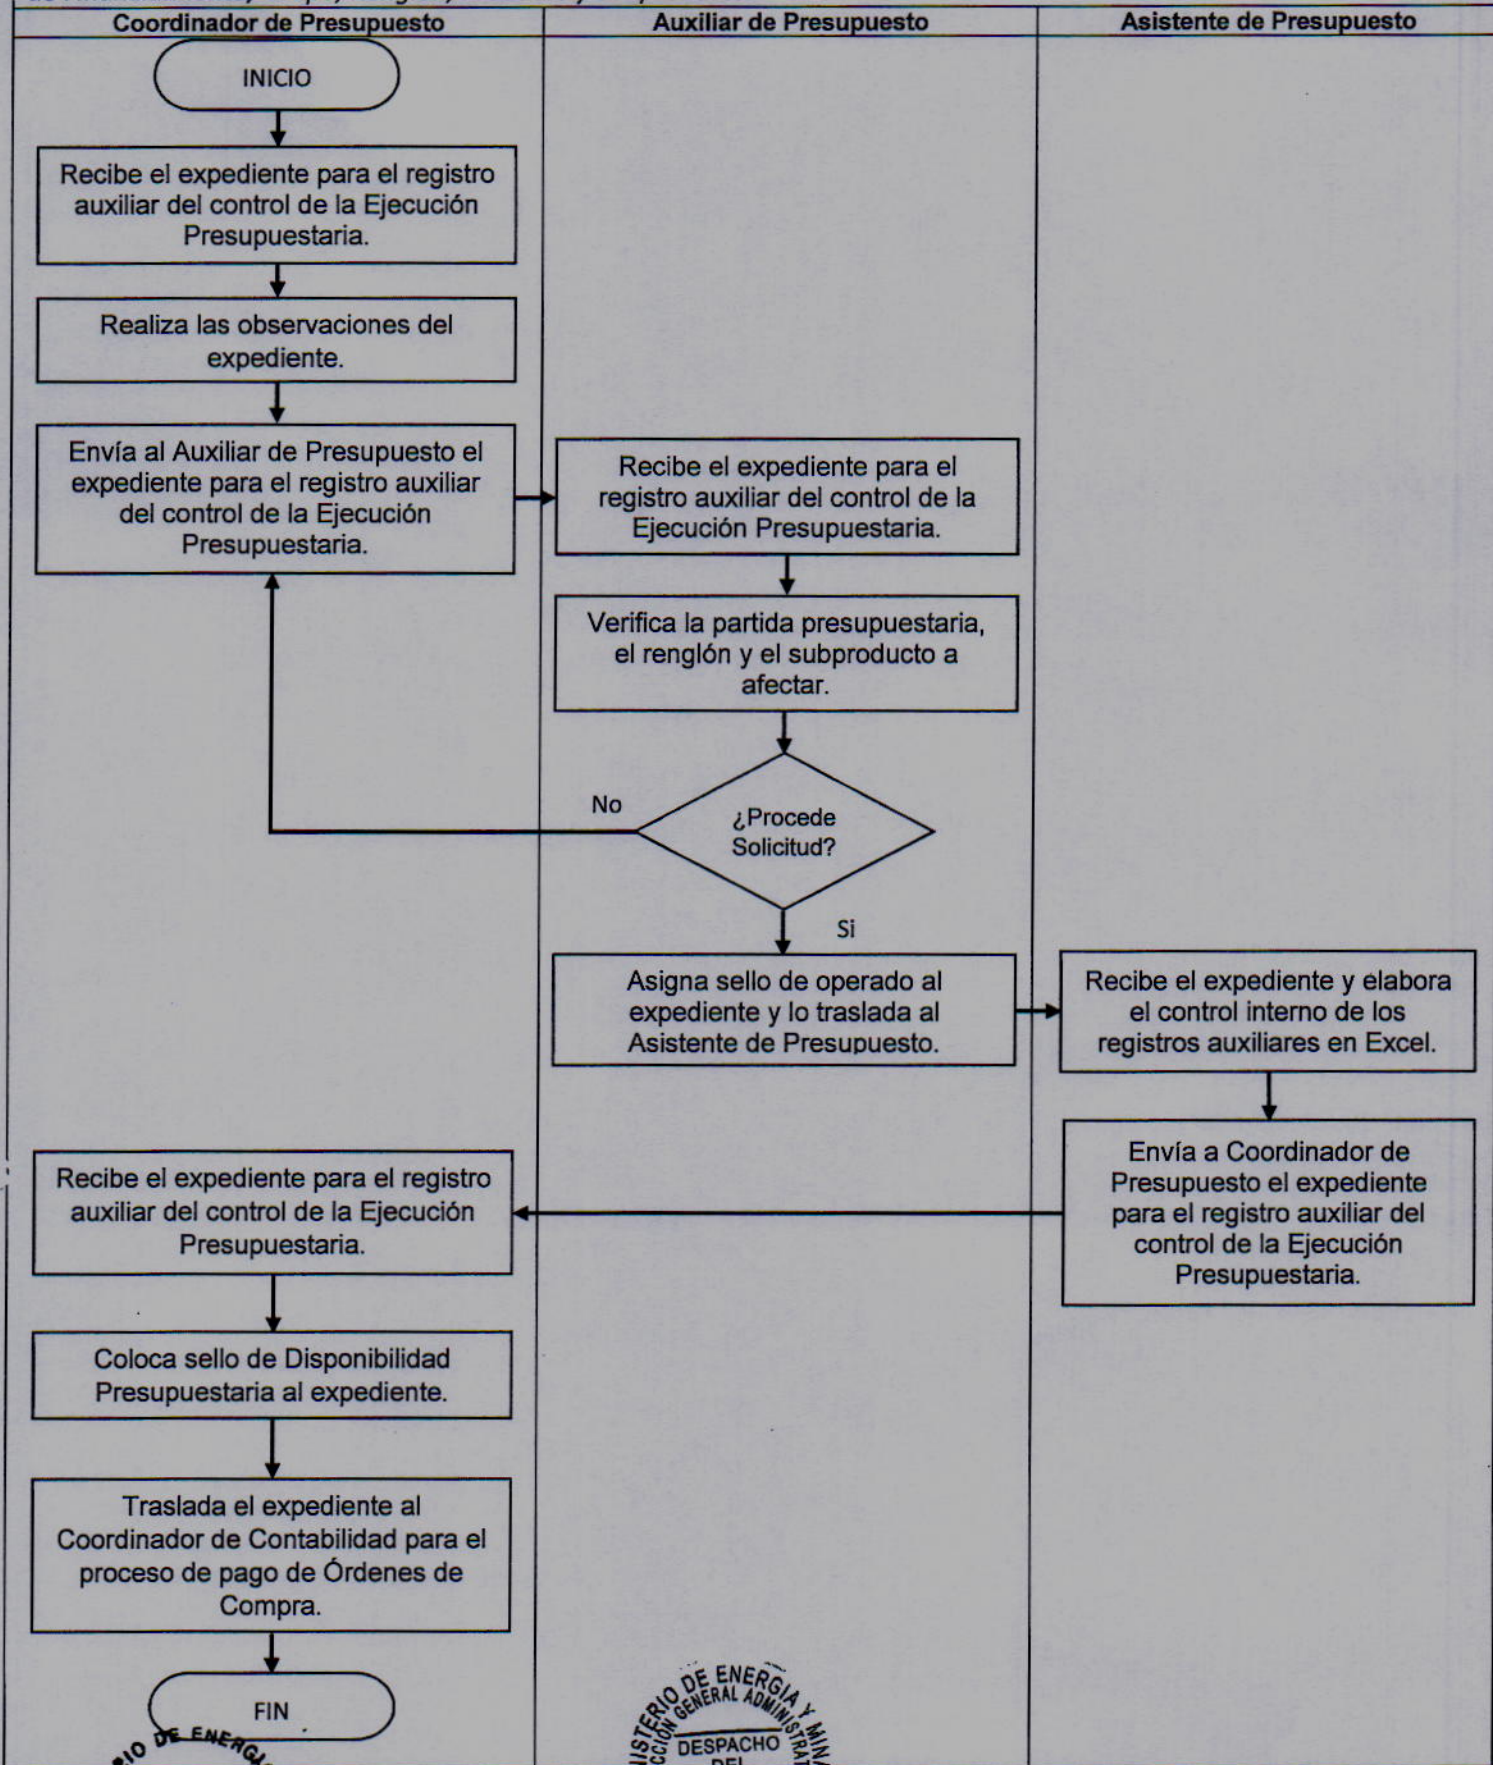 Coordinador de Presupuesto
Auxiliar de Presupuesto
Asistente de Presupuesto
INICIO
Recibe el expediente para el registro
auxiliar del control de la Ejecución
Presupuestaria.
Realiza las observaciones del
expediente.
Envía al Auxiliar de Presupuesto el
expediente para el registro auxiliar
del control de la Ejecución
Presupuestaria.
Recibe el expediente para el
registro auxiliar del control de la
Ejecución Presupuestaria.
Verifica la partida presupuestaria,
el renglón y el subproducto a
afectar.
No
¿Procede
Solicitud?
Si
Asigna sello de operado al
expediente y lo traslada al
Asistente de Presupuesto.
Recibe el expediente y elabora
el control interno de los
registros auxiliares en Excel.
Envía a Coordinador de
Presupuesto el expediente
para el registro auxiliar del
control de la Ejecución
Presupuestaria.
Recibe el expediente para el registro
auxiliar del control de la Ejecución
Presupuestaria.
Coloca sello de Disponibilidad
Presupuestaria al expediente.
Traslada el expediente al
Coordinador de Contabilidad para el
proceso de pago de Órdenes de
Compra.
FIN
DE ENERGIA Y
GENERAL
DESPACHO
DEL
DE